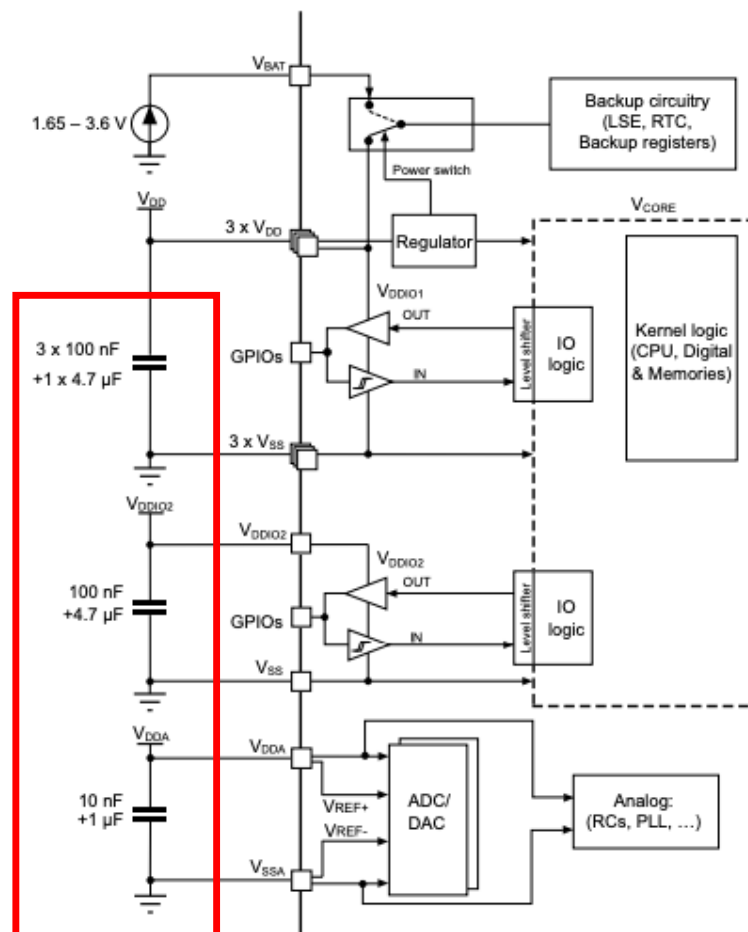 VBAT
1.65 – 3.6 V
Backup circuitry
(LSE, RTC,
Backup registers)
Power switch
VDD
3 x VDD
Regulator
VCORE
VDDIO1
OUT
GPIOs
IN
Level shifter
IO
logic
Kernel logic
(CPU, Digital
& Memories)
3 x 100 nF
+1 x 4.7 μF
3 x VSS
VDDIO2
VDDIO2
VDDIO2
OUT
100 nF
+4.7 μF
GPIOs
IN
Level shifter
IO
logic
VSS
VDDA
VDDA
10 nF
+1 μF
VREF+
VREF-
ADC/
DAC
Analog:
(RCs, PLL, …)
VSSA